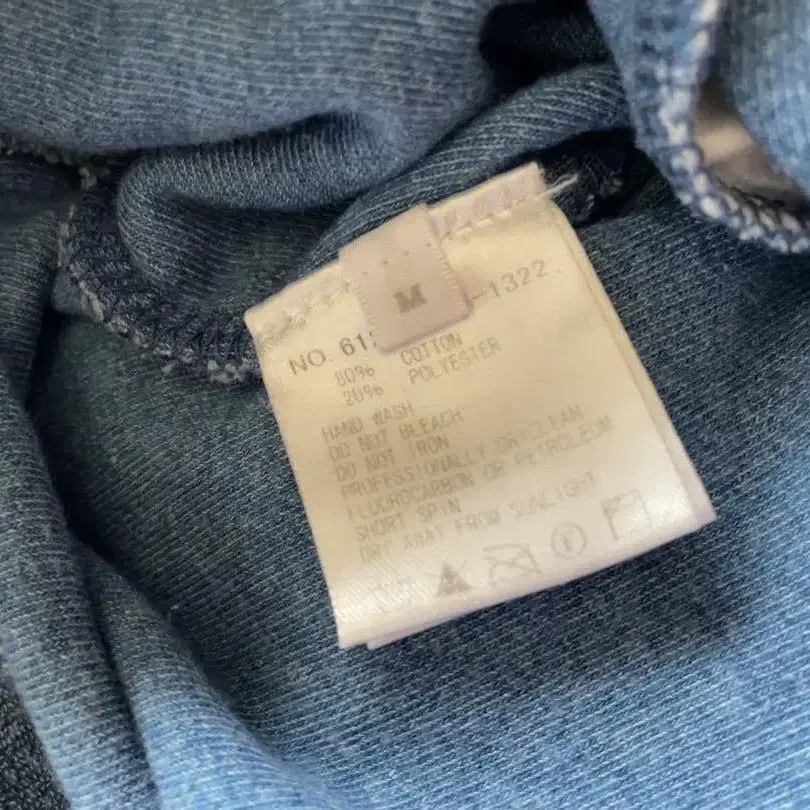 M
NO. 61 -1322
80% COTTON
20% POLYESTER
HAND WASH
DO NOT BLEACH
DO NOT IRON
PROFESSIONALLY DRYCLEAN
FLUOROCARBON OR PETROLEUM
SHORT SPIN
DRY AWAY FROM SUNLIGHT